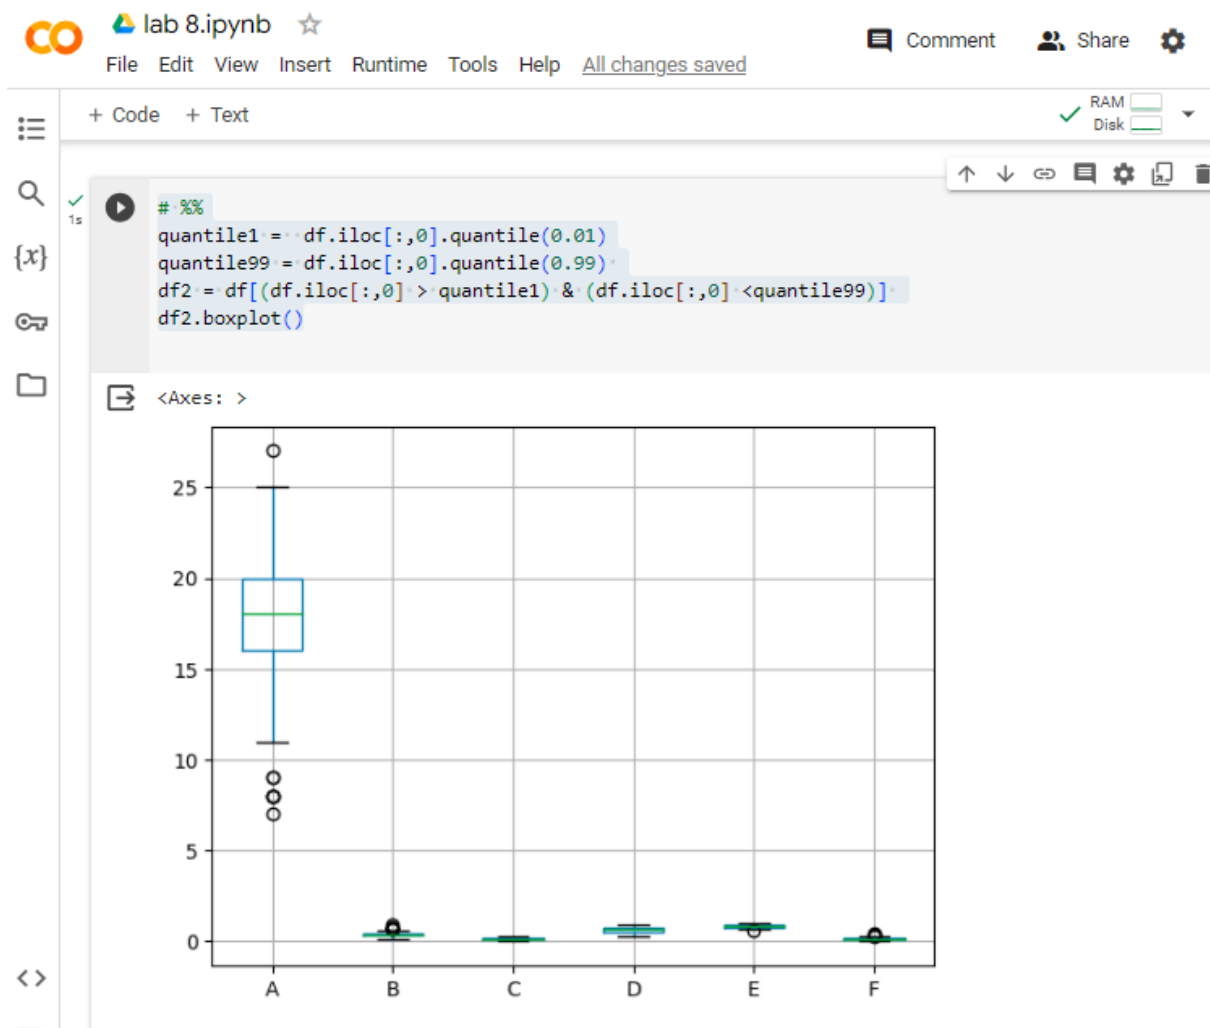 lab 8.ipynb
Comment
Share
File Edit View Insert Runtime Tools Help All changes saved
+ Code + Text
RAM
Disk
1s
# %%
quantile1 = df.iloc[:,0].quantile(0.01)
quantile99 = df.iloc[:,0].quantile(0.99)
df2 = df[(df.iloc[:,0] > quantile1) & (df.iloc[:,0] <quantile99)]
df2.boxplot()
{x}
<Axes: >
25
20
15
10
5
0
A B C D E F